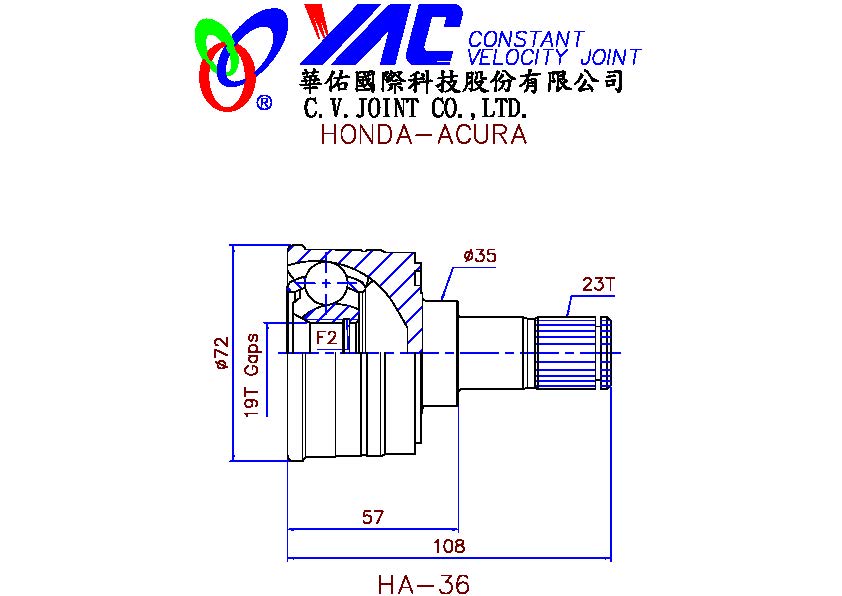 YAC CONSTANT
VELOCITY JOINT
華佑國際科技股份有限公司
®
C.V.JOINT CO.,LTD.
HONDA-ACURA
ø35
23T
F2
ø72
19T Gaps
57
108
HA-36